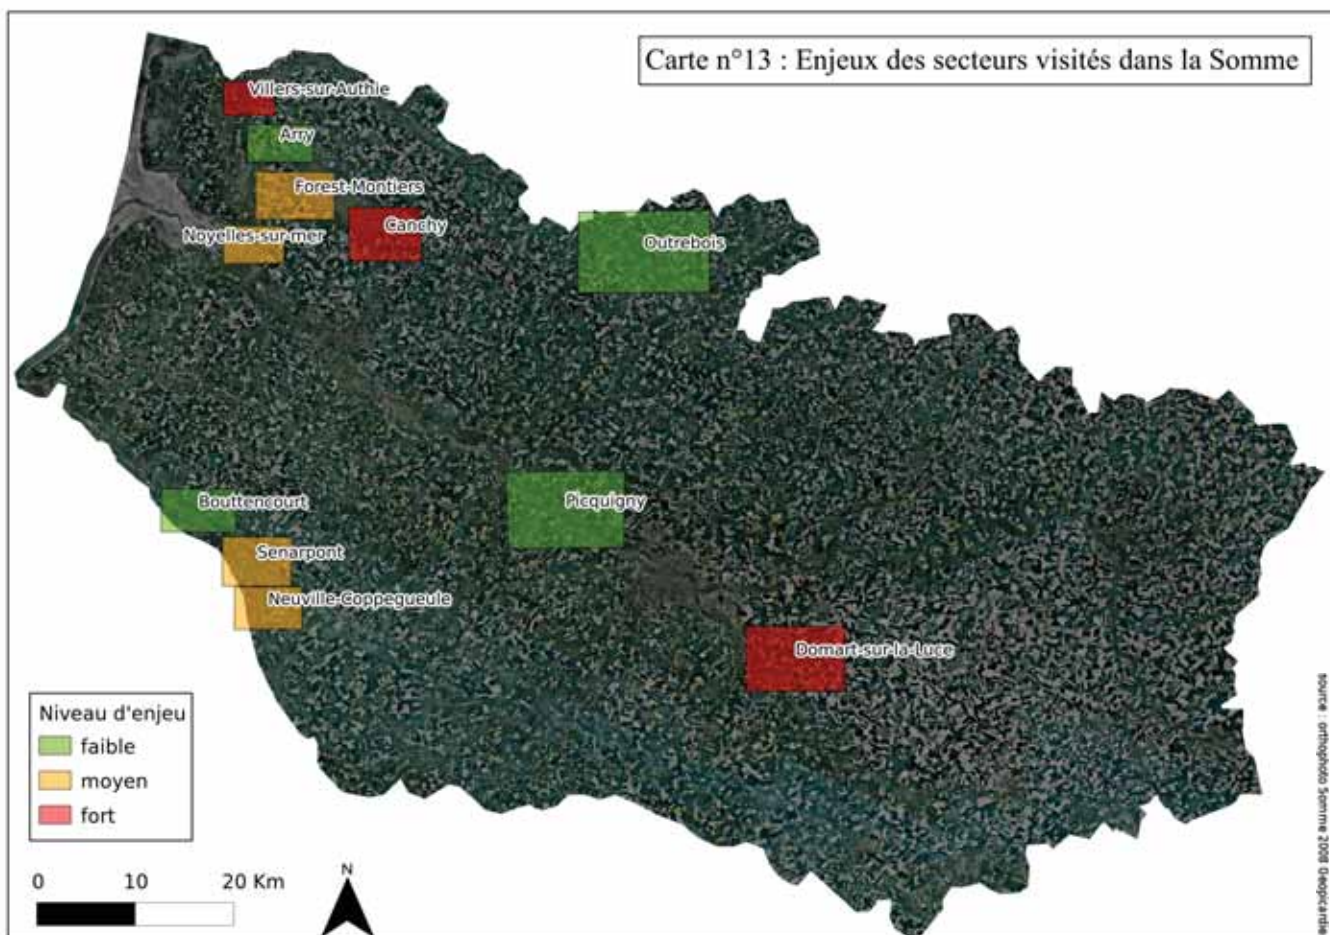 Carte n°13 : Enjeux des secteurs visités dans la Somme
Villers-sur-Authie
Arry
Forest-Montiers
Canchy
Noyelles-sur-mer
Outrebois
Bouttencourt
Picquigny
Senarpont
Neuville-Coppegueule
Domart-sur-la-Luce
Niveau d'enjeu
faible
moyen
fort
0 10 20 Km
N
source : orthophoto Somme 2008 Geopicardie